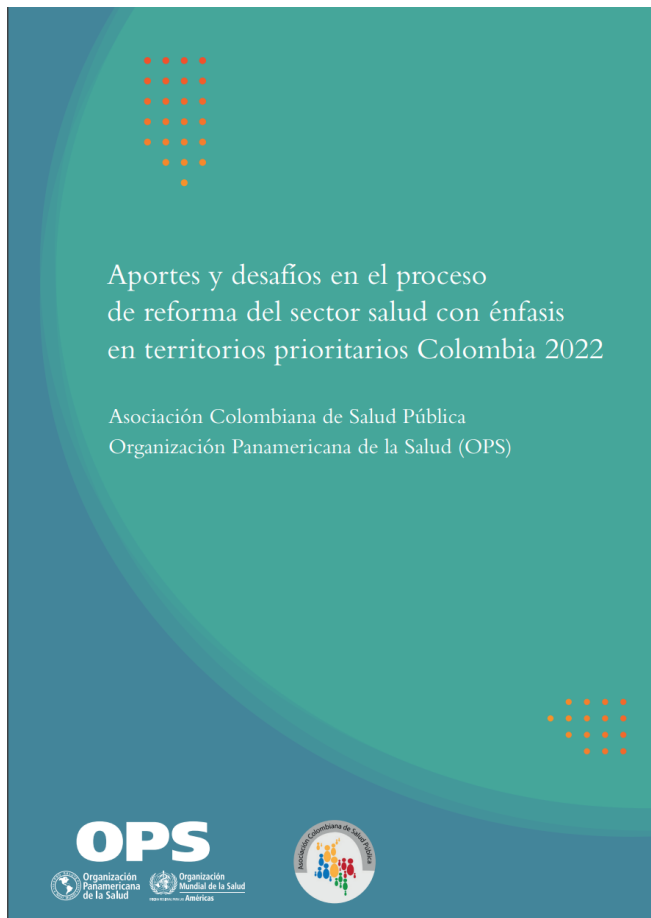 Aportes y desafíos en el proceso
de reforma del sector salud con énfasis
en territorios prioritarios Colombia 2022
Asociación Colombiana de Salud Pública
Organización Panamericana de la Salud (OPS)
OPS
Organización
Panamericana
de la Salud
Organización
Mundial de la Salud
Américas
Asociación Colombiana de Salud Pública